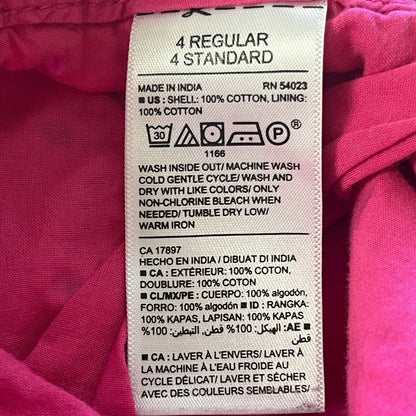 4 REGULAR
4 STANDARD
MADE IN INDIA RN 54023
■ US : SHELL: 100% COTTON, LINING:
100% COTTON
30 P ®
1166
WASH INSIDE OUT/ MACHINE WASH
COLD GENTLE CYCLE/ WASH AND
DRY WITH LIKE COLORS/ ONLY
NON-CHLORINE BLEACH WHEN
NEEDED/ TUMBLE DRY LOW/
WARM IRON
CA 17897
HECHO EN INDIA / DIBUAT DI INDIA
■ CA : EXTÉRIEUR: 100% COTON,
DOUBLURE: 100% COTON
■ CL/MX/PE : CUERPO: 100% algodón,
FORRO: 100% algodón ■ ID : RANGKA:
100% KAPAS, LAPISAN: 100% KAPAS
■ AE: الهيكل: 100% قطن, التبطين: 100%
قطن
■ CA : LAVER À L'ENVERS/ LAVER À
LA MACHINE À L'EAU FROIDE AU
CYCLE DÉLICAT/ LAVER ET SÉCHER
AVEC DES COULEURS